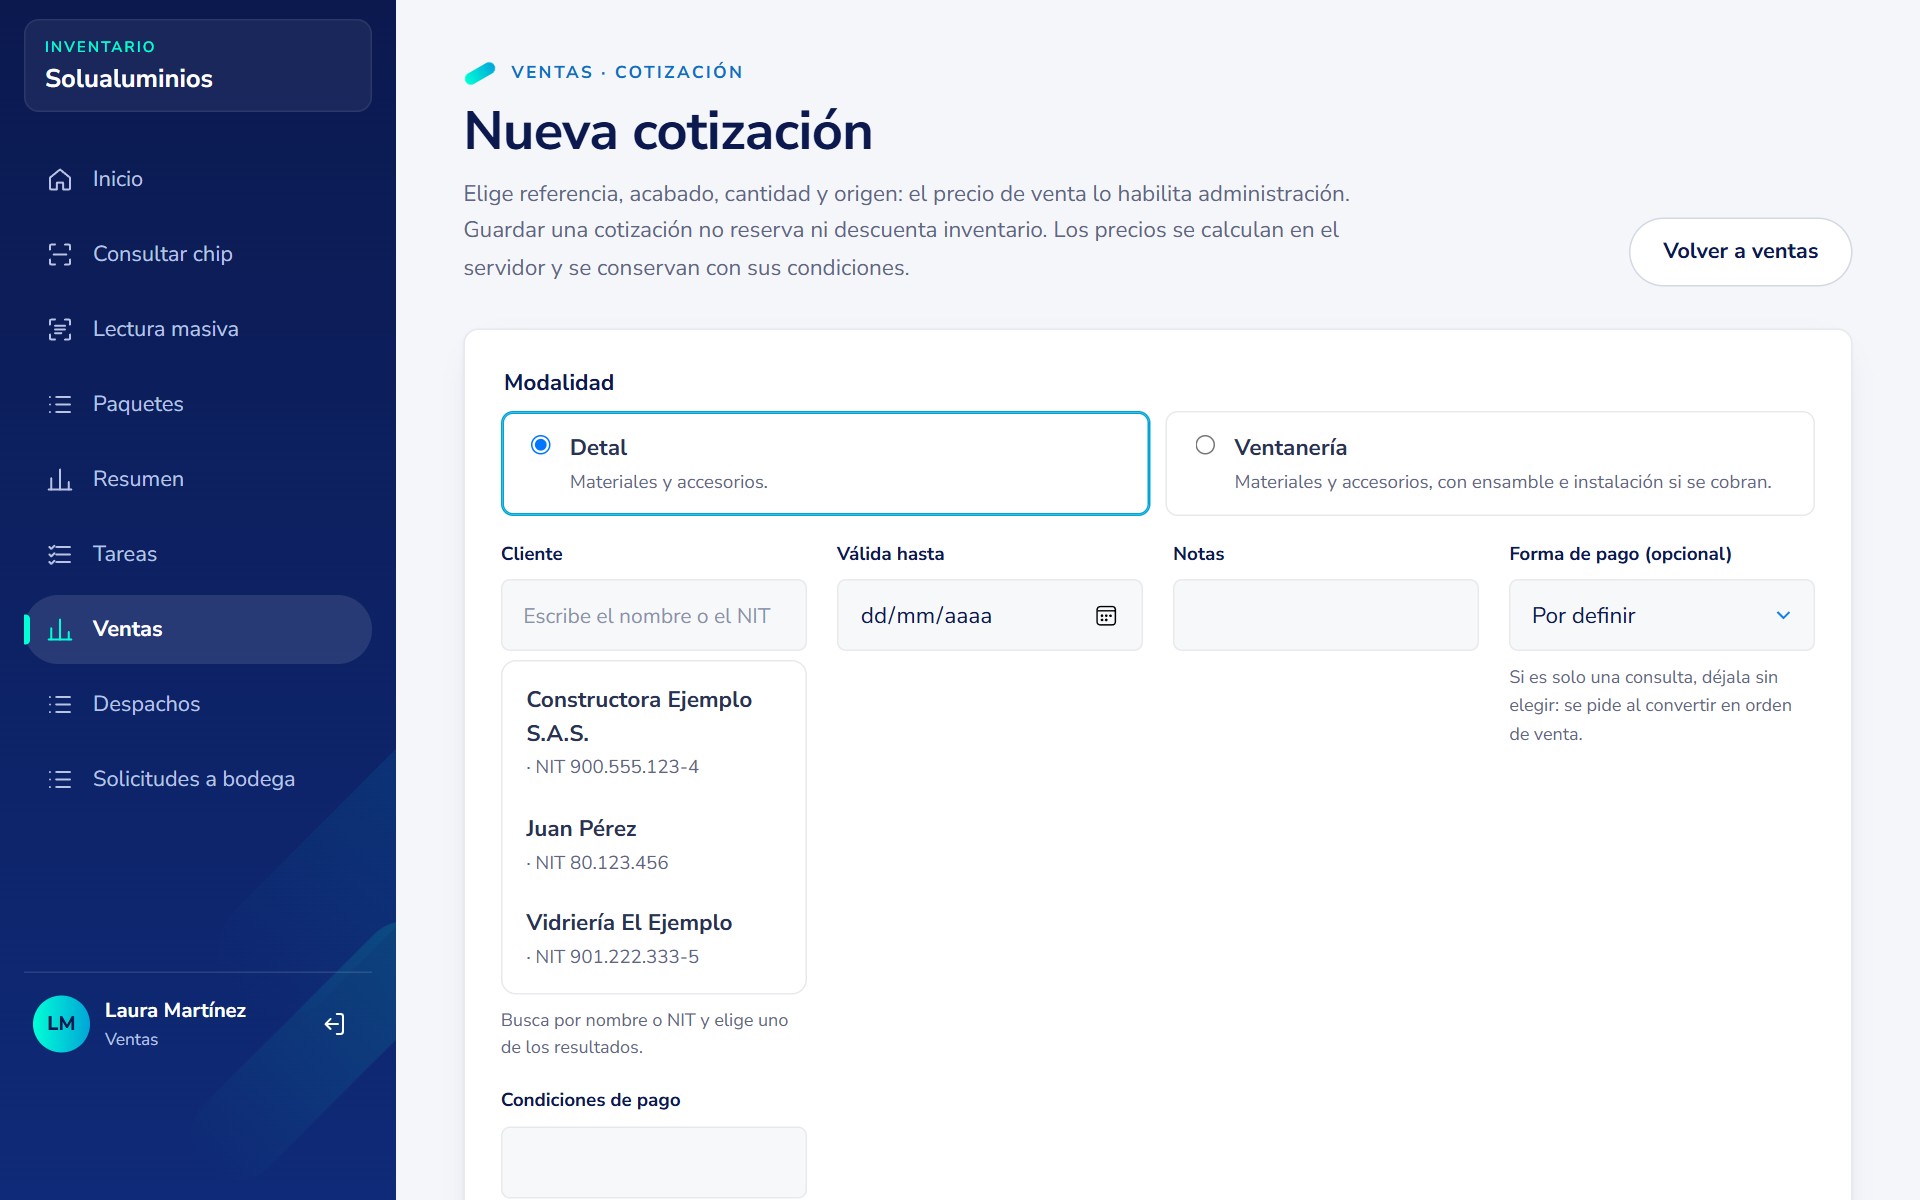 INVENTARIO
Solualuminios
Inicio
Consultar chip
Lectura masiva
Paquetes
Resumen
Tareas
Ventas
Despachos
Solicitudes a bodega
LM
Laura Martínez
Ventas
VENTAS · COTIZACIÓN
Nueva cotización
Elige referencia, acabado, cantidad y origen: el precio de venta lo habilita administración.
Guardar una cotización no reserva ni descuenta inventario. Los precios se calculan en el
servidor y se conservan con sus condiciones.
Volver a ventas
Modalidad
Detal
Materiales y accesorios.
Ventanería
Materiales y accesorios, con ensamble e instalación si se cobran.
Cliente
Escribe el nombre o el NIT
Constructora Ejemplo
S.A.S.
· NIT 900.555.123-4
Juan Pérez
· NIT 80.123.456
Vidriería El Ejemplo
· NIT 901.222.333-5
Busca por nombre o NIT y elige uno
de los resultados.
Válida hasta
dd/mm/aaaa
Notas
Forma de pago (opcional)
Por definir
Si es solo una consulta, déjala sin
elegir: se pide al convertir en orden
de venta.
Condiciones de pago